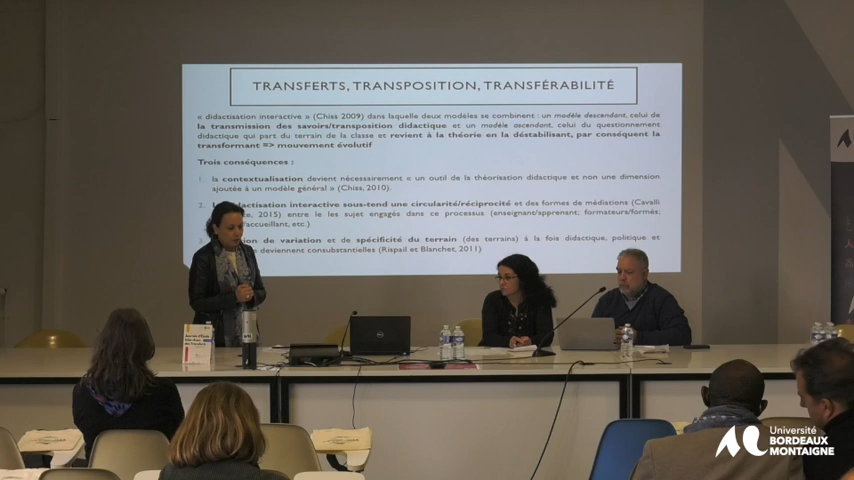 TRANSFERTS, TRANSPOSITION, TRANSFÉRABILITÉ
« didactisation interactive » (Chiss 2009) dans laquelle deux modèles se combinent : un modèle descendant, celui de
la transmission des savoirs/transposition didactique et un modèle ascendant, celui du questionnement
didactique qui part du terrain de la classe et revient à la théorie en la déstabilisant, par conséquent la
transformant => mouvement évolutif
Trois conséquences :
1. la contextualisation devient nécessairement « un outil de la théorisation didactique et non une dimension
ajoutée à un modèle général » (Chiss, 2010).
2. didactisation interactive sous-tend une circularité/réciprocité et des formes de médiations (Cavalli
2015) entre le les sujet engagés dans ce processus (enseignant/apprenant; formateurs/formés;
accueillant, etc.)
3. de variation et de spécificité du terrain (des terrains) à la fois didactique, politique et
deviennent consubstantielles (Rispail et Blanchet, 2011)
DELL
Université
BORDEAUX
MONTAIGNE